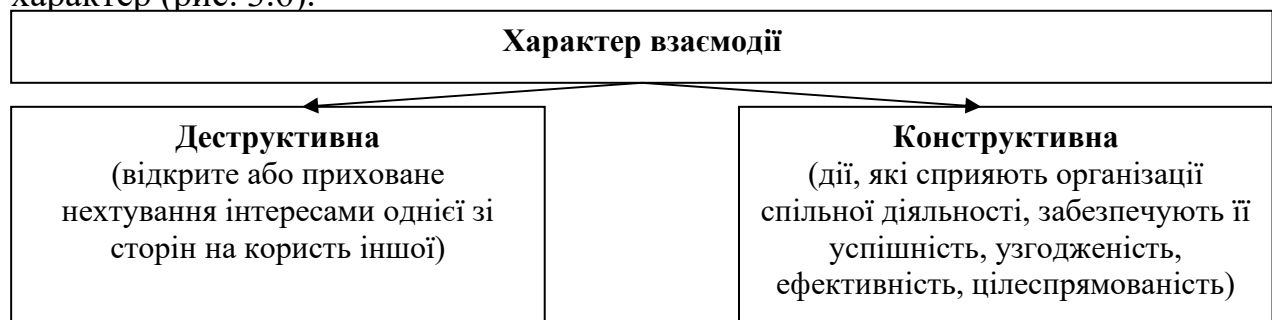 характер (рис. 3.6).
Характер взаємодії
Деструктивна
(відкрите або приховане
нехтування інтересами однієї зі
сторін на користь іншої)
Конструктивна
(дії, які сприяють організації
спільної діяльності, забезпечують її
успішність, узгодженість,
ефективність, цілеспрямованість)